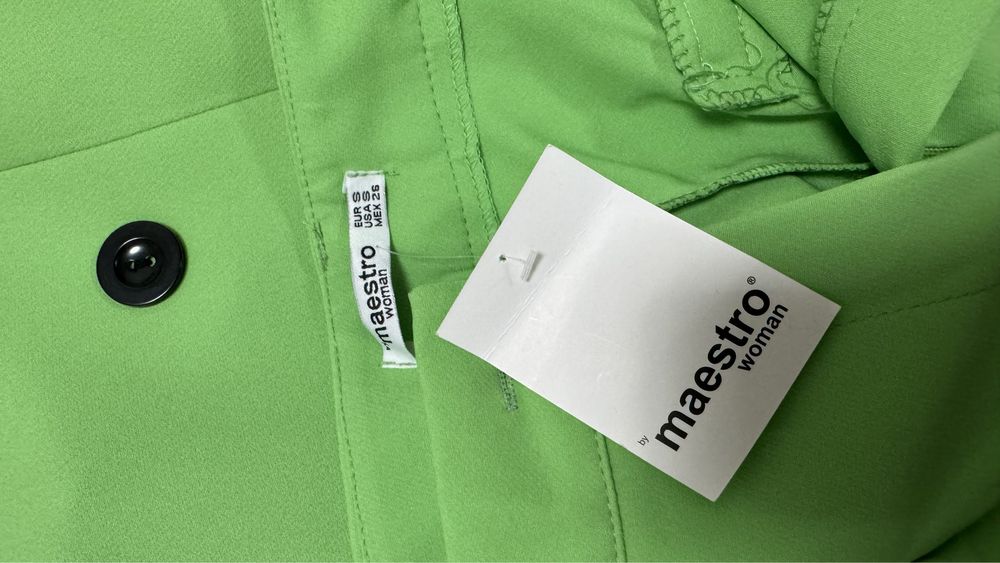 EUR S
USA S
MEX 26
maestro
woman
by maestro®
woman